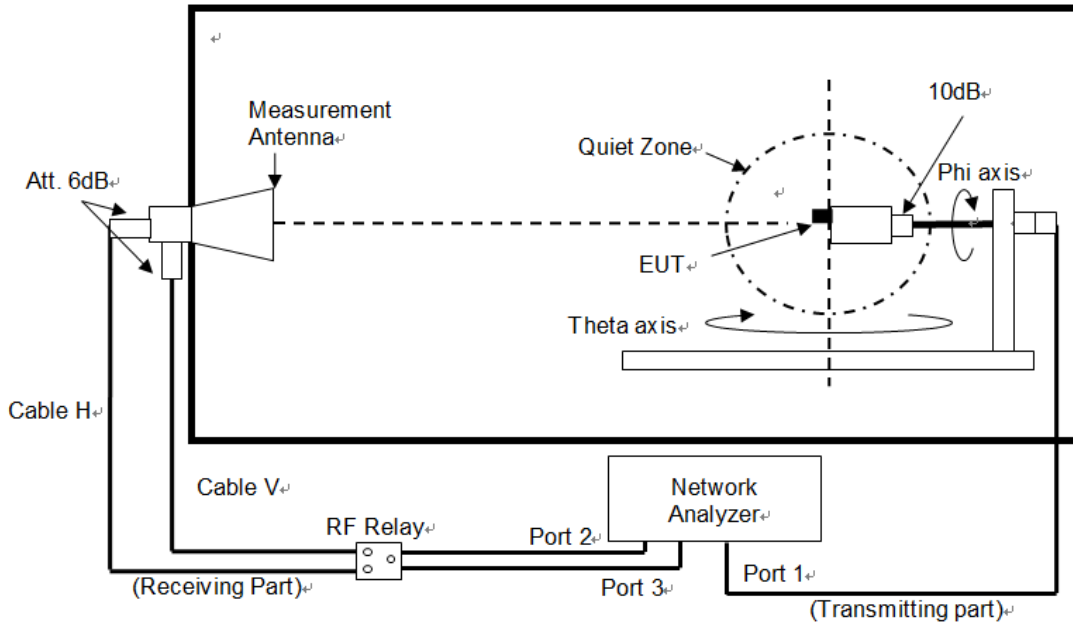 Measurement
Antenna↵
Att. 6dB↵
10dB↵
Quiet Zone↵
Phi axis↵
EUT↵
Theta axis↵
Cable H↵
Cable V↵
Network
Analyzer↵
RF Relay↵
Port 2↵
Port 3↵
Port 1↵
(Receiving Part)↵
(Transmitting part)↵